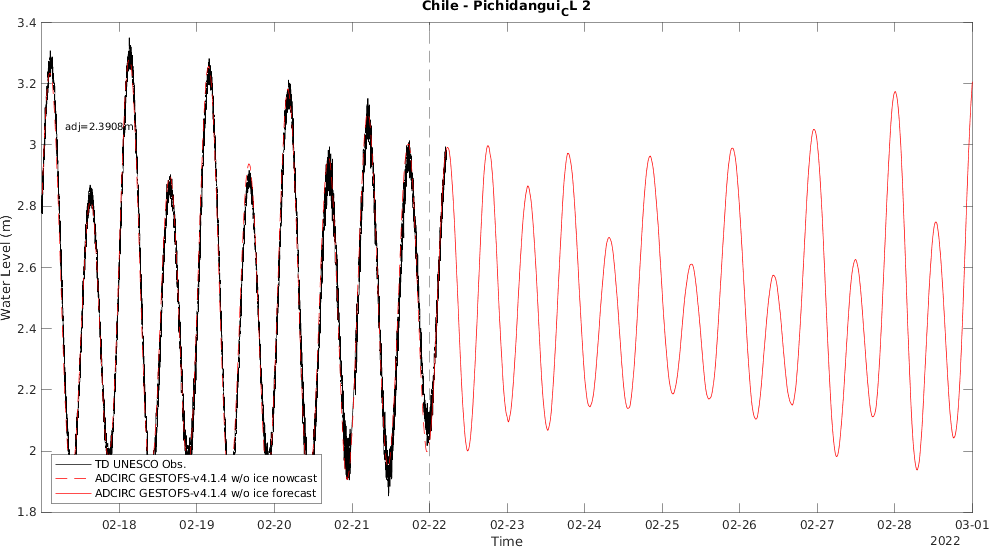 Chile - Pichidangui_CL 2
3.4
3.2
3
2.8
2.6
2.4
2.2
2
1.8
Water Level (m)
adj=2.3908m
TD UNESCO Obs.
ADCIRC GESTOFS-v4.1.4 w/o ice nowcast
ADCIRC GESTOFS-v4.1.4 w/o ice forecast
02-18 02-19 02-20 02-21 02-22 02-23 02-24 02-25 02-26 02-27 02-28 03-01
Time
2022